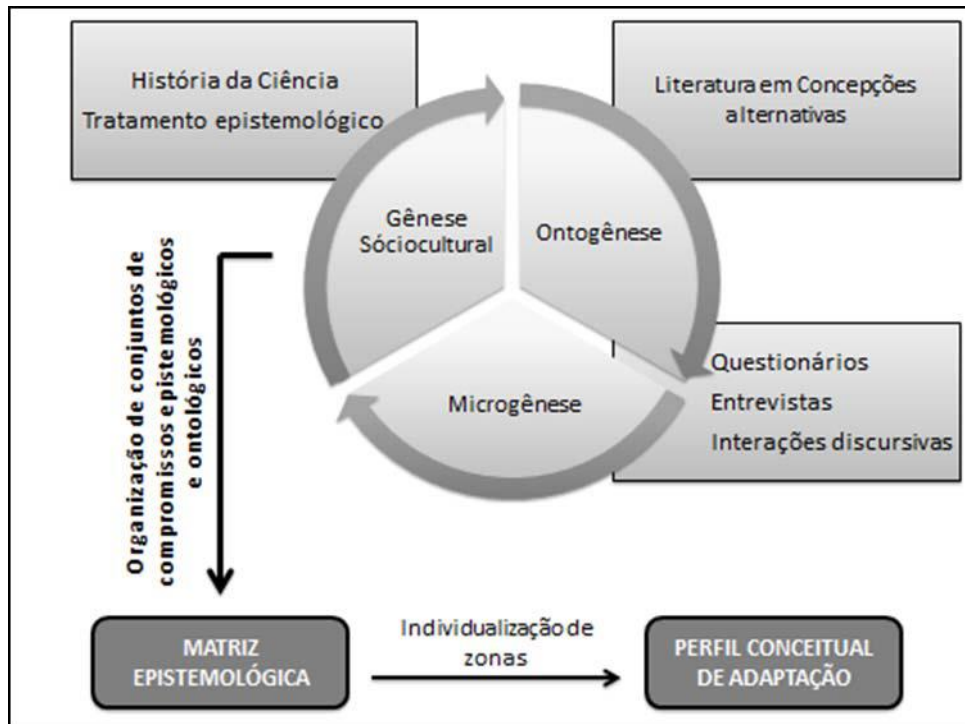 História da Ciência
Tratamento epistemológico
Literatura em Concepções
alternativas
Gênese
Sóciocultural
Ontogênese
Microgênese
Questionários
Entrevistas
Interações discursivas
Organização de conjuntos de
compromissos epistemológicos
e ontológicos
MATRIZ
EPISTEMOLÓGICA
Individualização de
zonas
PERFIL CONCEITUAL
DE ADAPTAÇÃO